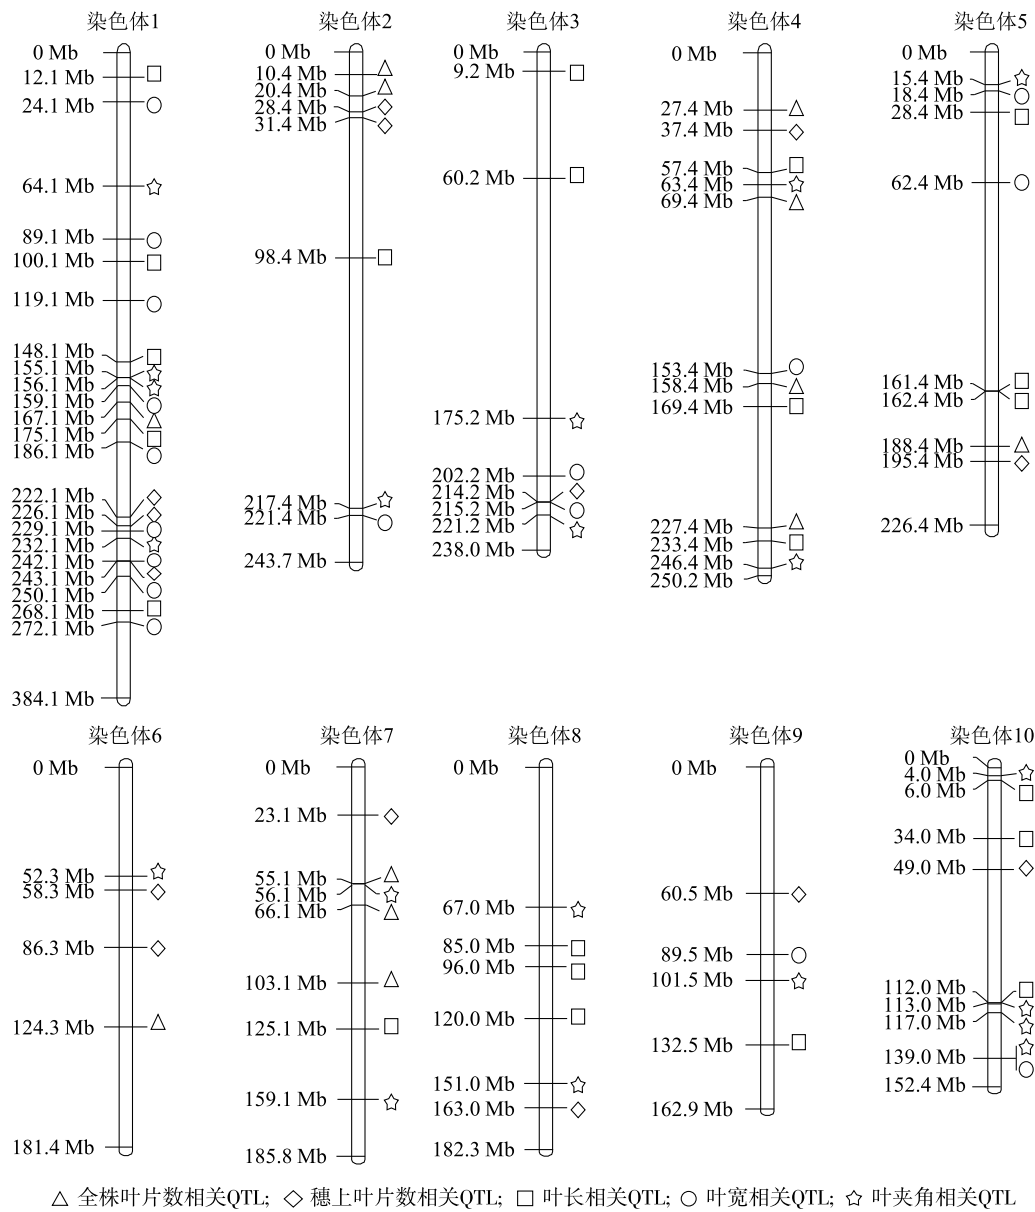 染色体1
0 Mb
12.1 Mb
24.1 Mb
64.1 Mb
89.1 Mb
100.1 Mb
119.1 Mb
148.1 Mb
155.1 Mb
156.1 Mb
159.1 Mb
167.1 Mb
175.1 Mb
186.1 Mb
222.1 Mb
226.1 Mb
229.1 Mb
232.1 Mb
242.1 Mb
243.1 Mb
250.1 Mb
268.1 Mb
272.1 Mb
384.1 Mb
染色体2
0 Mb
10.4 Mb
20.4 Mb
28.4 Mb
31.4 Mb
98.4 Mb
217.4 Mb
221.4 Mb
243.7 Mb
染色体3
0 Mb
9.2 Mb
60.2 Mb
175.2 Mb
202.2 Mb
214.2 Mb
215.2 Mb
221.2 Mb
238.0 Mb
染色体4
0 Mb
27.4 Mb
37.4 Mb
57.4 Mb
63.4 Mb
69.4 Mb
153.4 Mb
158.4 Mb
169.4 Mb
227.4 Mb
233.4 Mb
246.4 Mb
250.2 Mb
染色体5
0 Mb
15.4 Mb
18.4 Mb
28.4 Mb
62.4 Mb
161.4 Mb
162.4 Mb
188.4 Mb
195.4 Mb
226.4 Mb
染色体6
0 Mb
52.3 Mb
58.3 Mb
86.3 Mb
124.3 Mb
181.4 Mb
染色体7
0 Mb
23.1 Mb
55.1 Mb
56.1 Mb
66.1 Mb
103.1 Mb
125.1 Mb
159.1 Mb
185.8 Mb
染色体8
0 Mb
67.0 Mb
85.0 Mb
96.0 Mb
120.0 Mb
151.0 Mb
163.0 Mb
182.3 Mb
染色体9
0 Mb
60.5 Mb
89.5 Mb
101.5 Mb
132.5 Mb
162.9 Mb
染色体10
0 Mb
4.0 Mb
6.0 Mb
34.0 Mb
49.0 Mb
112.0 Mb
113.0 Mb
117.0 Mb
139.0 Mb
152.4 Mb
△ 全株叶片数相关QTL; ◇ 穗上叶片数相关QTL; □ 叶长相关QTL; ○ 叶宽相关QTL; ☆ 叶夹角相关QTL